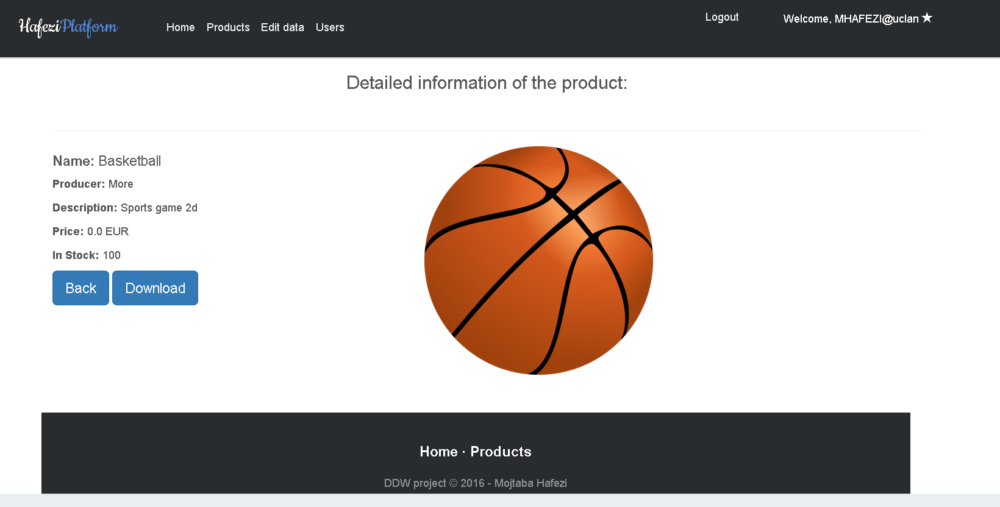 HafeziPlatform Home Products Edit data Users Logout Welcome, MHAFEZI@uclan ★
Detailed information of the product:
Name: Basketball
Producer: More
Description: Sports game 2d
Price: 0.0 EUR
In Stock: 100
Back Download
Home · Products
DDW project © 2016 - Mojtaba Hafezi